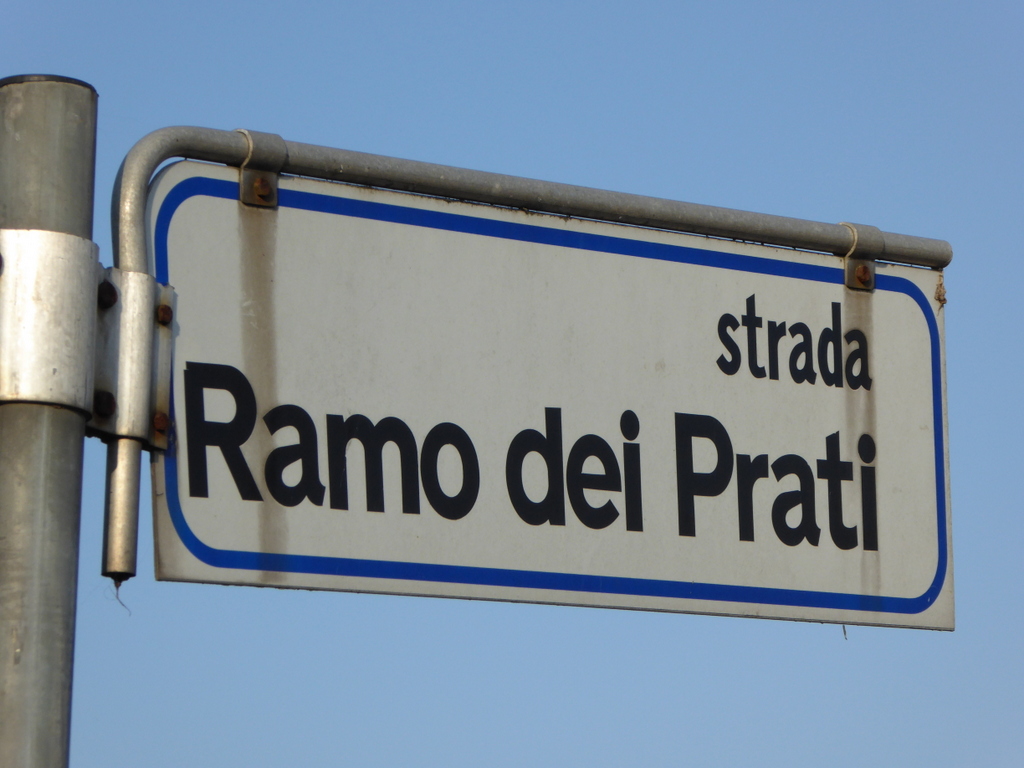 strada
Ramo dei Prati